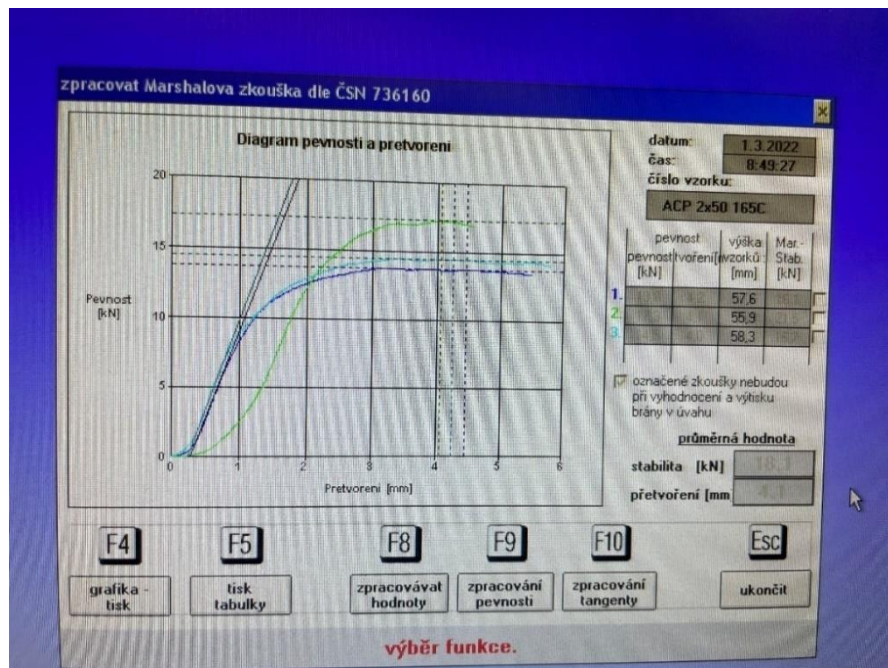 zpracovat Marshalova zkouška dle ČSN 736160
Diagram pevnosti a pretvoreni
20
15
10
5
0
Pevnost
[kN]
0 1 2 3 4 5 6
Pretvoreni [mm]
datum: 1.3.2022
čas: 8:49:27
číslo vzorku:
ACP 2x50 165C
pevnost výška Mar.-
pevnost tvoření[m vzorků : Stab.
[kN] [mm] [kN]
1. 57,6
2. 55,9
3. 58,3
označené zkoušky nebudou
při vyhodnocení a výtisku
brány v úvahu
průměrná hodnota
stabilita [kN] 18,1
přetvoření [mm 4,1
F4 F5 F8 F9 F10 Esc
grafika -
tisk
tisk
tabulky
zpracovávat
hodnoty
zpracování
pevnosti
zpracování
tangenty
ukončit
výběr funkce.